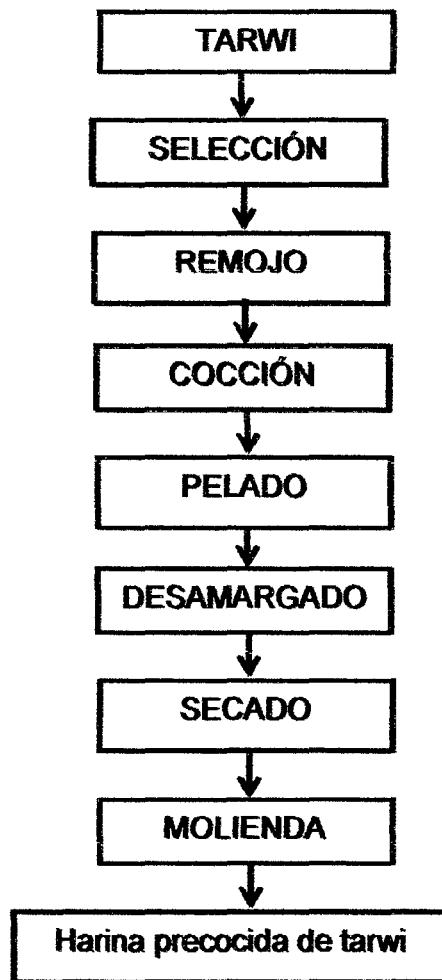 TARWI
SELECCIÓN
REMOJO
COCCIÓN
PELADO
DESAMARGADO
SECADO
MOLIENDA
Harina precocida de tarwi